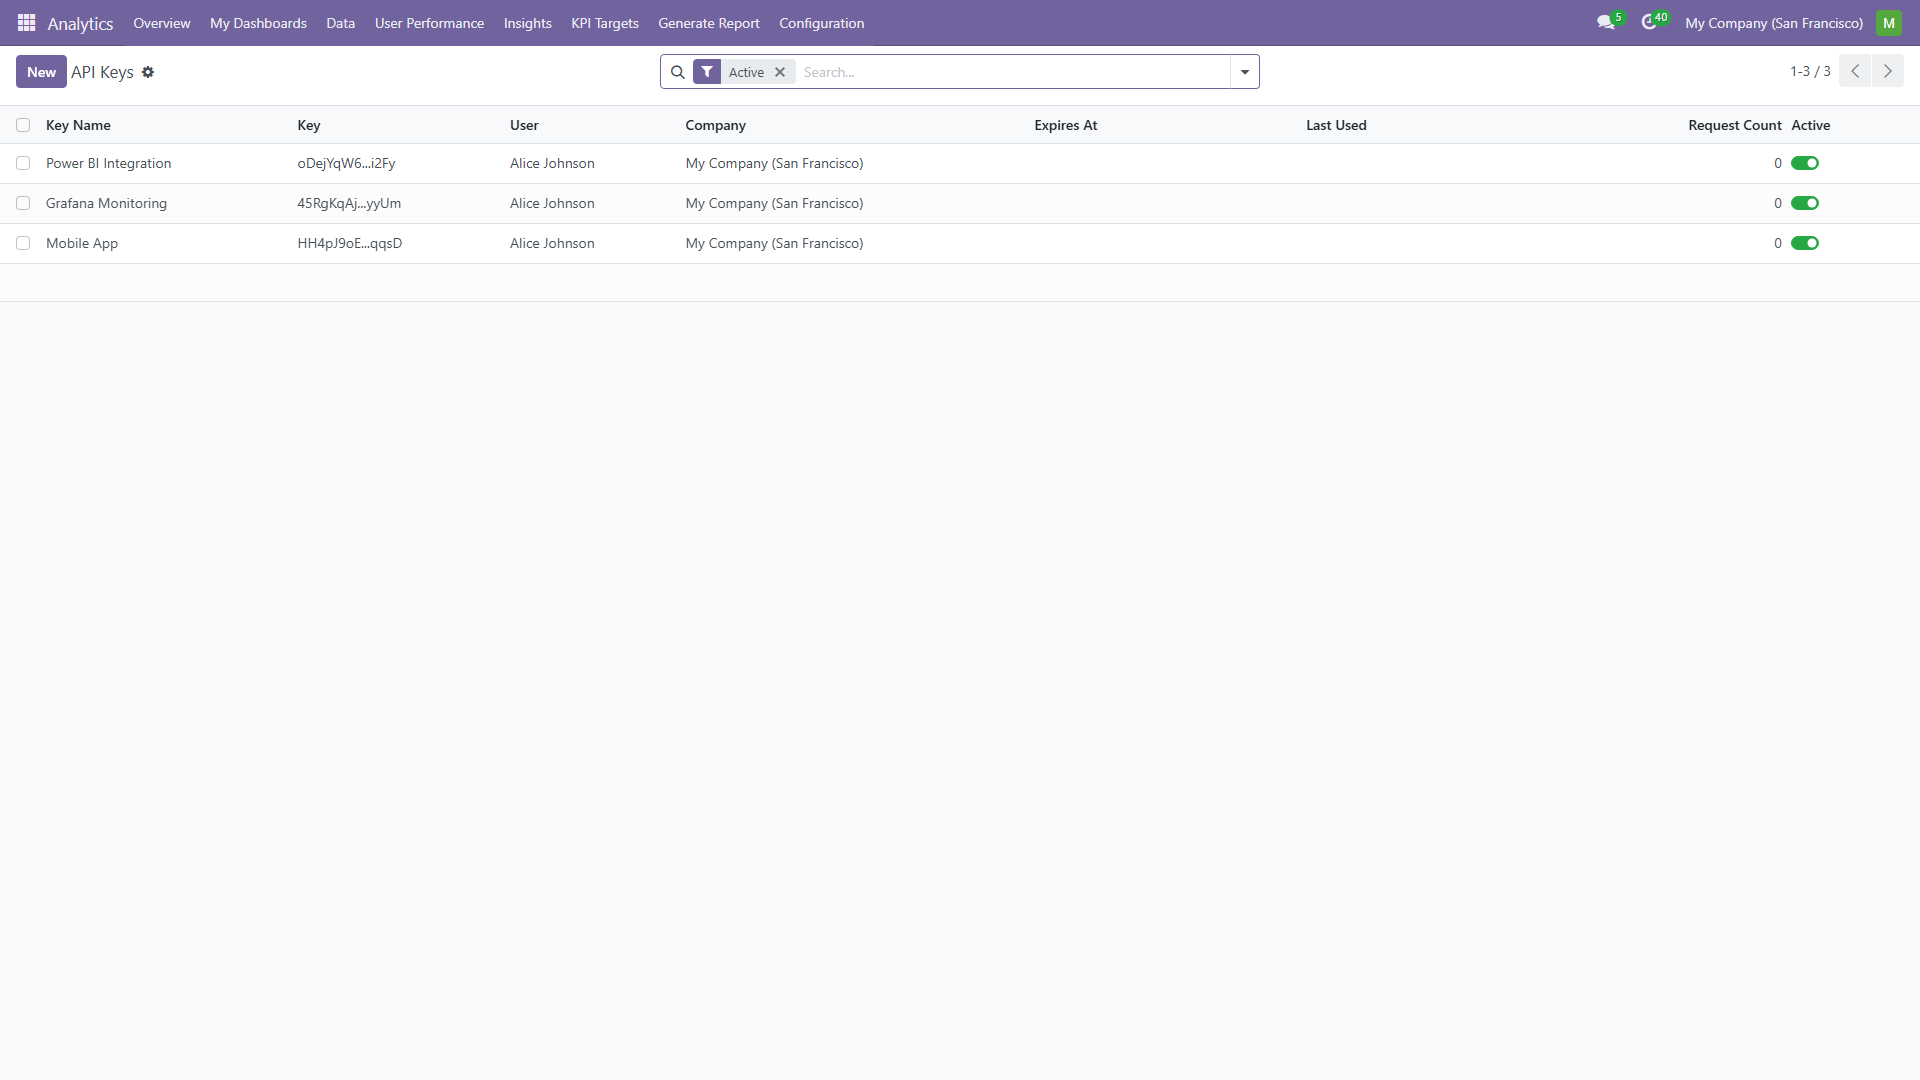 Analytics Overview My Dashboards Data User Performance Insights KPI Targets Generate Report Configuration 5 40 My Company (San Francisco) M
New API Keys Active Search... 1-3 / 3
Key Name Key User Company Expires At Last Used Request Count Active
Power BI Integration oDejYqW6...i2Fy Alice Johnson My Company (San Francisco) 0
Grafana Monitoring 45RgKqAj...yyUm Alice Johnson My Company (San Francisco) 0
Mobile App HH4pJ9oE...qqsD Alice Johnson My Company (San Francisco) 0